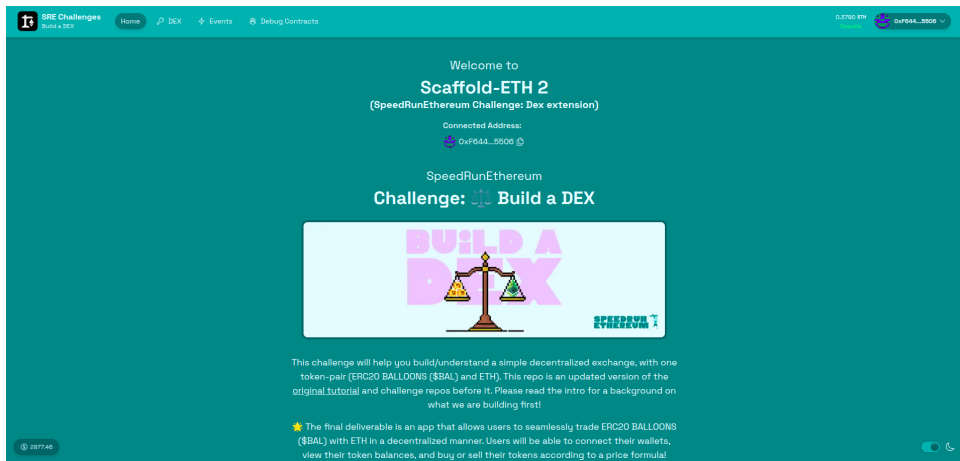 SRE Challenges
Build a DEX
Home
DEX
Events
Debug Contracts
0.3790 ETH
Sepolia
0xF644...5506
Welcome to
Scaffold-ETH 2
(SpeedRunEthereum Challenge: Dex extension)
Connected Address:
0xF644...5506
SpeedRunEthereum
Challenge: ⚖️ Build a DEX
BUILD A
DEX
SPEEDRUN
ETHEREUM
This challenge will help you build/understand a simple decentralized exchange, with one
token-pair (ERC20 BALLOONS ($BAL) and ETH). This repo is an updated version of the
original tutorial and challenge repos before it. Please read the intro for a background on
what we are building first!
🌟 The final deliverable is an app that allows users to seamlessly trade ERC20 BALLOONS
($BAL) with ETH in a decentralized manner. Users will be able to connect their wallets,
view their token balances, and buy or sell their tokens according to a price formula!
2977.46